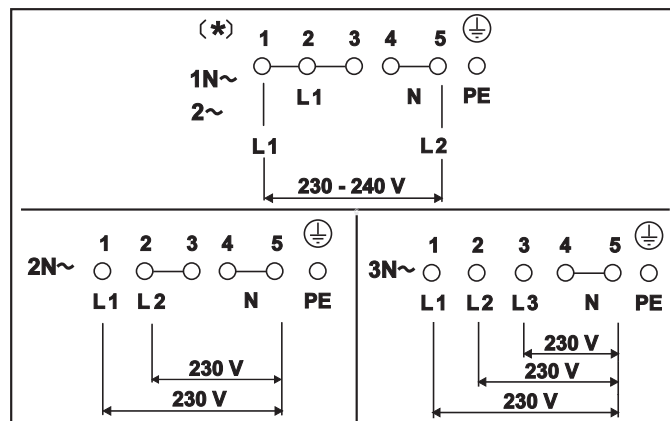 (*) 1 2 3 4 5
1N~ L1 N PE
2~
L1 L2
230 - 240 V
1 2 3 4 5
2N~
L1 L2 N PE
230 V
230 V
1 2 3 4 5
3N~
L1 L2 L3 N PE
230 V
230 V
230 V